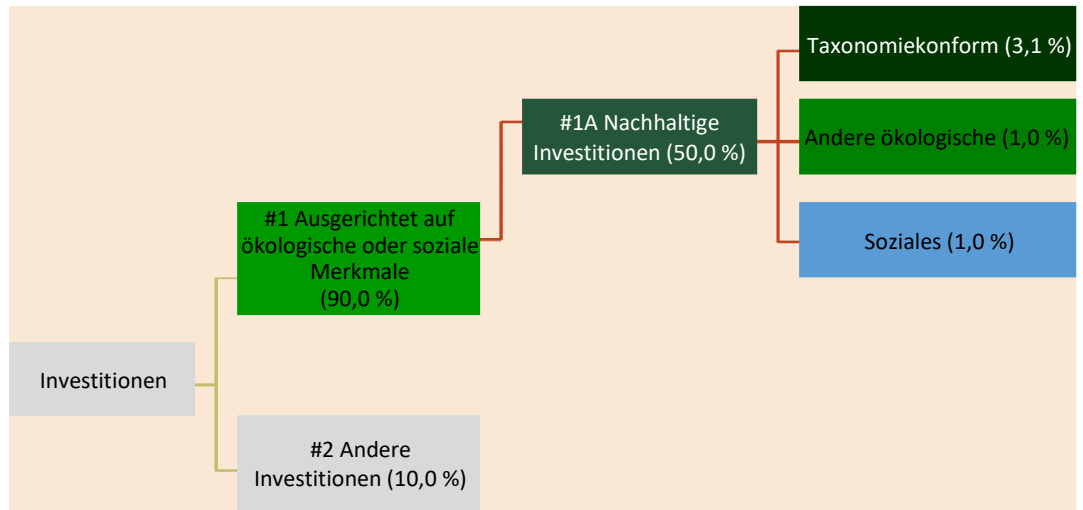 Taxonomiekonform (3,1 %)
#1A Nachhaltige
Investitionen (50,0 %)
Andere ökologische (1,0 %)
#1 Ausgerichtet auf
ökologische oder soziale
Merkmale
(90,0 %)
Soziales (1,0 %)
Investitionen
#2 Andere
Investitionen (10,0 %)